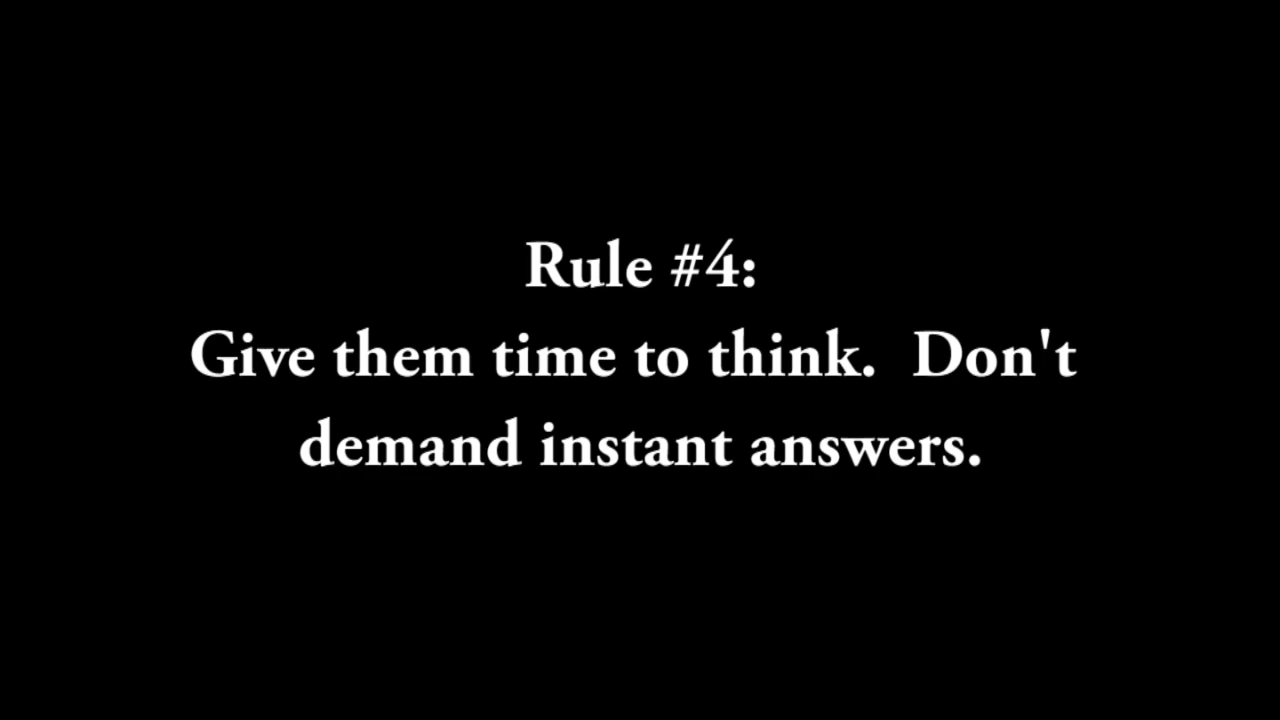 Rule #4:
Give them time to think.  Don't
demand instant answers.